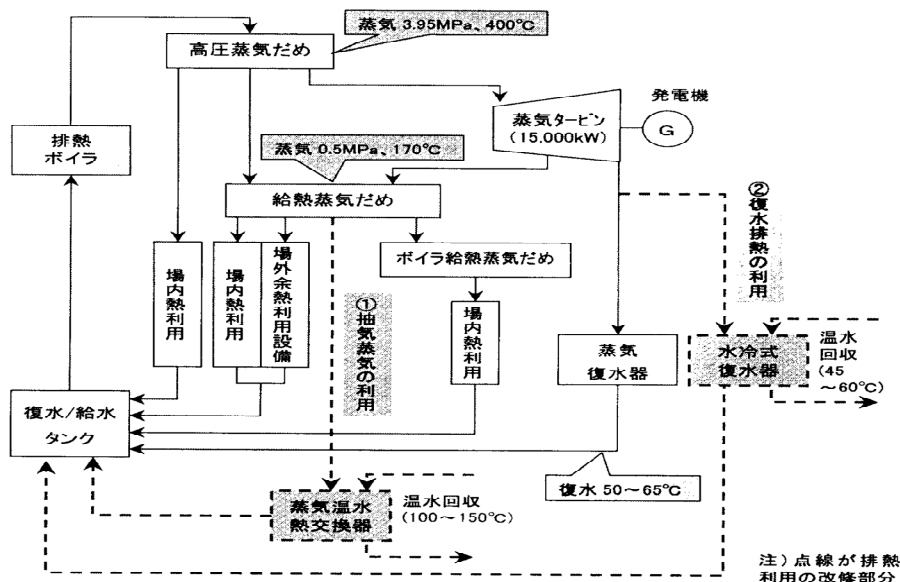 蒸気 3.95MPa、400℃
高圧蒸気だめ
発電機
蒸気タービン
(15,000kW)
G
排熱
ボイラ
蒸気 0.5MPa、170℃
給熱蒸気だめ
②復水排熱の利用
ボイラ給熱蒸気だめ
場内熱利用
場内熱利用
場外余熱利用設備
①抽気蒸気の利用
場内熱利用
蒸気
復水器
水冷式
復水器
温水
回収
(45
～60℃)
復水/給水
タンク
復水 50～65℃
蒸気温水
熱交換器
温水回収
(100～150℃)
注) 点線が排熱
利用の改修部分